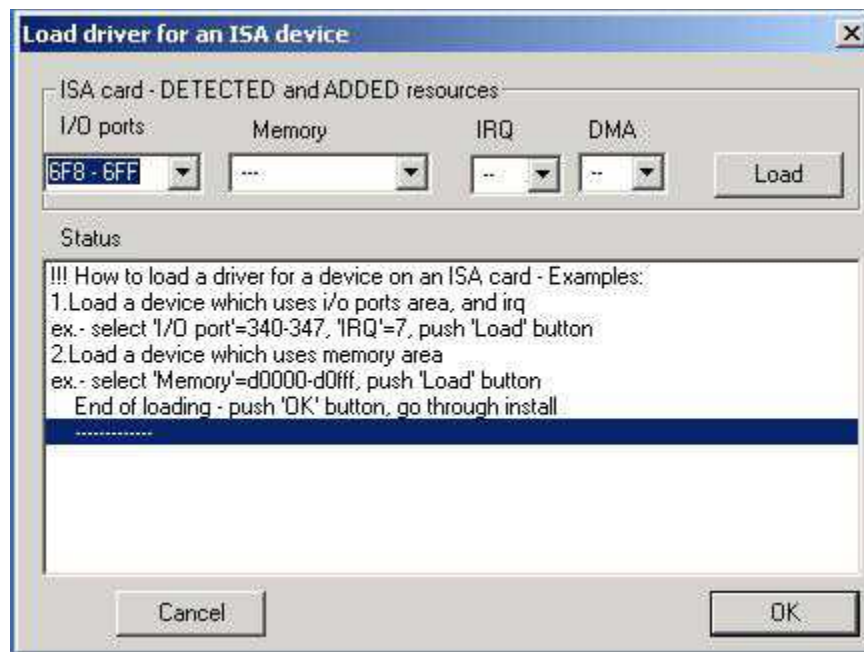 Load driver for an ISA device
ISA card - DETECTED and ADDED resources
I/O ports Memory IRQ DMA
6F8 - 6FF --- -- -- Load
Status
!!! How to load a driver for a device on an ISA card - Examples:
1.Load a device which uses i/o ports area, and irq
ex.- select 'I/O port'=340-347, 'IRQ'=7, push 'Load' button
2.Load a device which uses memory area
ex.- select 'Memory'=d0000-d0fff, push 'Load' button
End of loading - push 'OK' button, go through install
-------------
Cancel OK